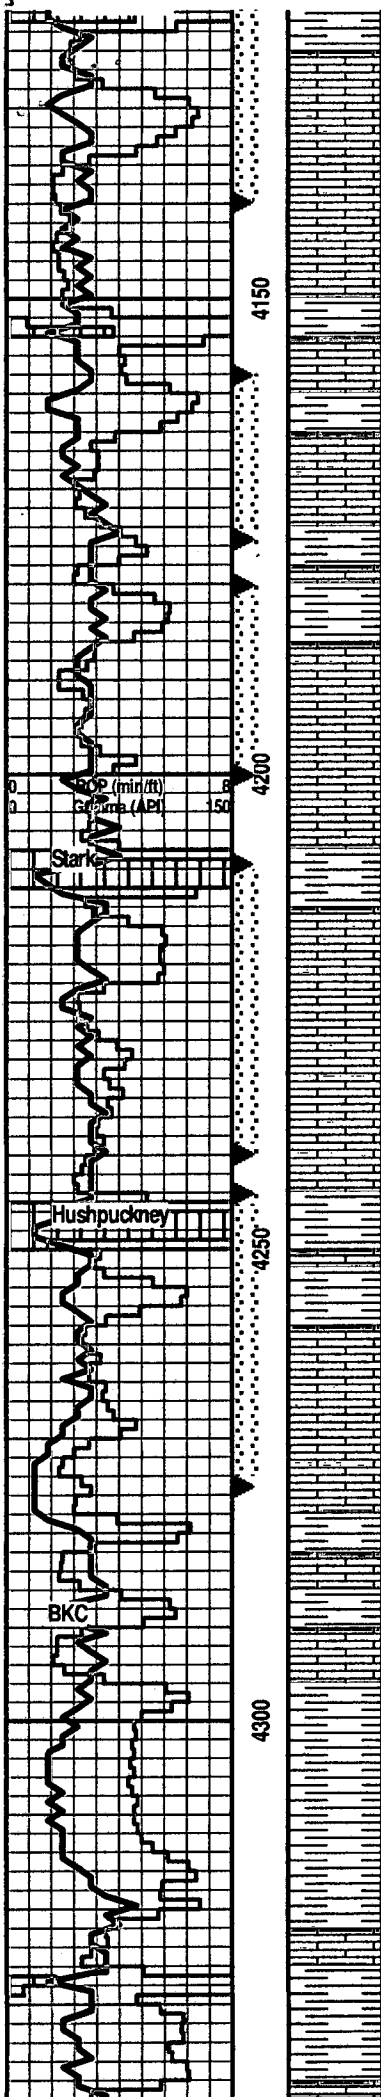 4150
4200
0 ROP (min/ft) 8
0 Gamma (API) 150
Stark
Hushpuckney
4250
BKC
4300